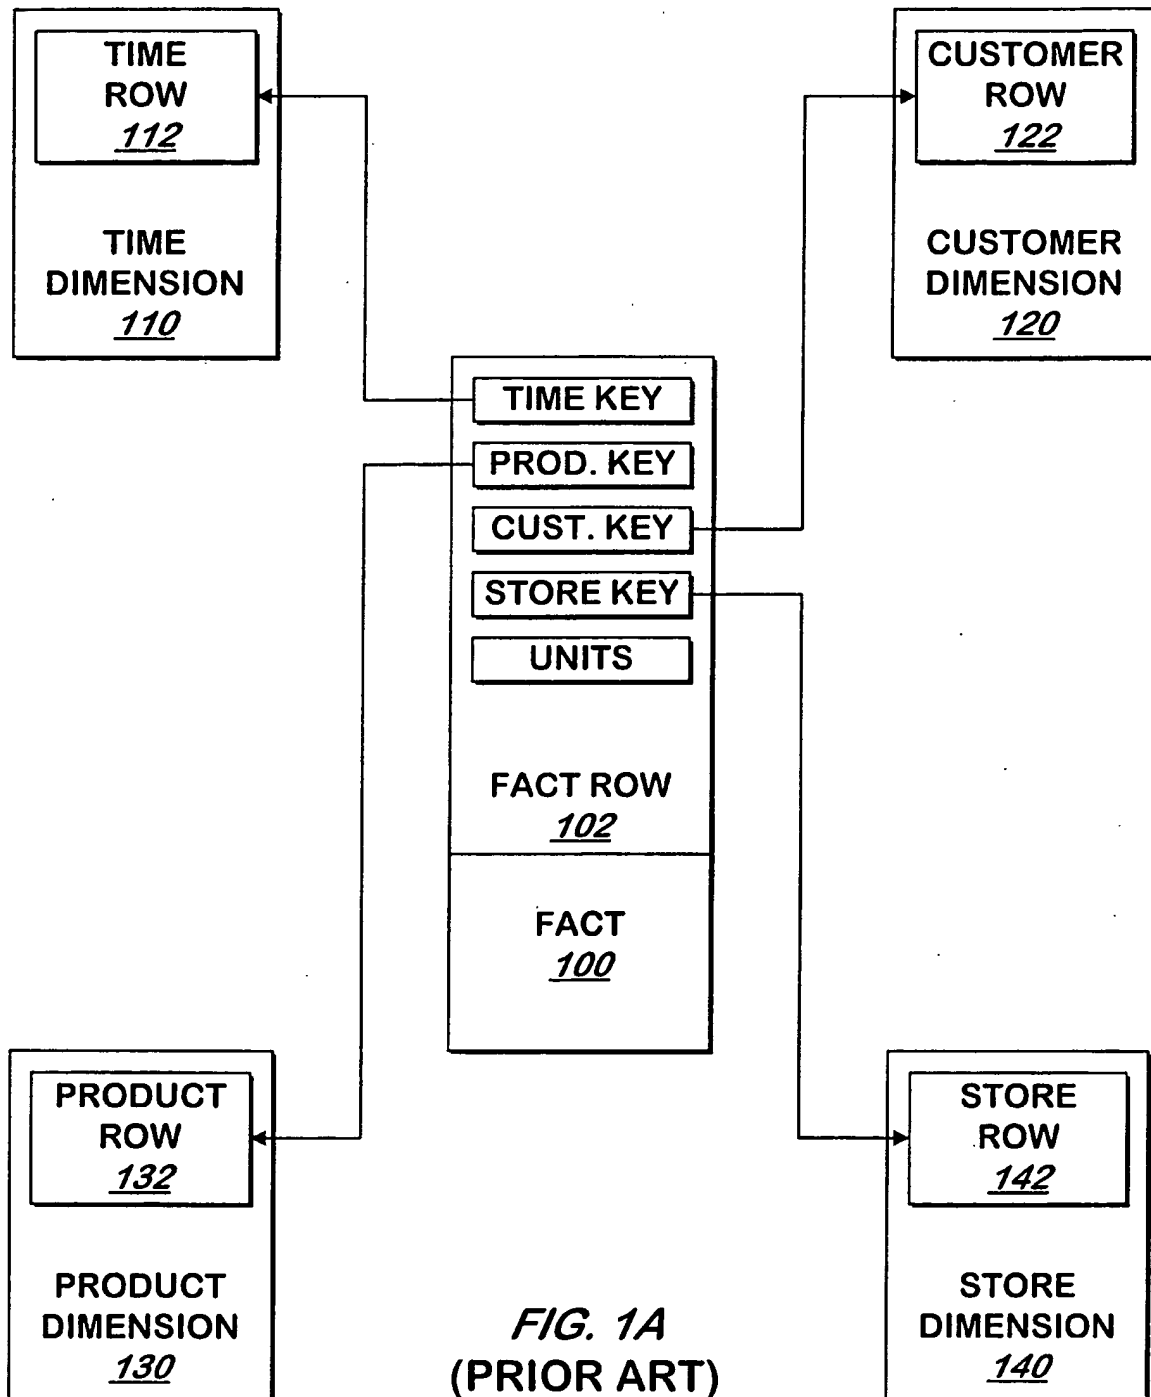 TIME
ROW
112
TIME
DIMENSION
110
CUSTOMER
ROW
122
CUSTOMER
DIMENSION
120
TIME KEY
PROD. KEY
CUST. KEY
STORE KEY
UNITS
FACT ROW
102
FACT
100
PRODUCT
ROW
132
PRODUCT
DIMENSION
130
STORE
ROW
142
STORE
DIMENSION
140
FIG. 1A
(PRIOR ART)